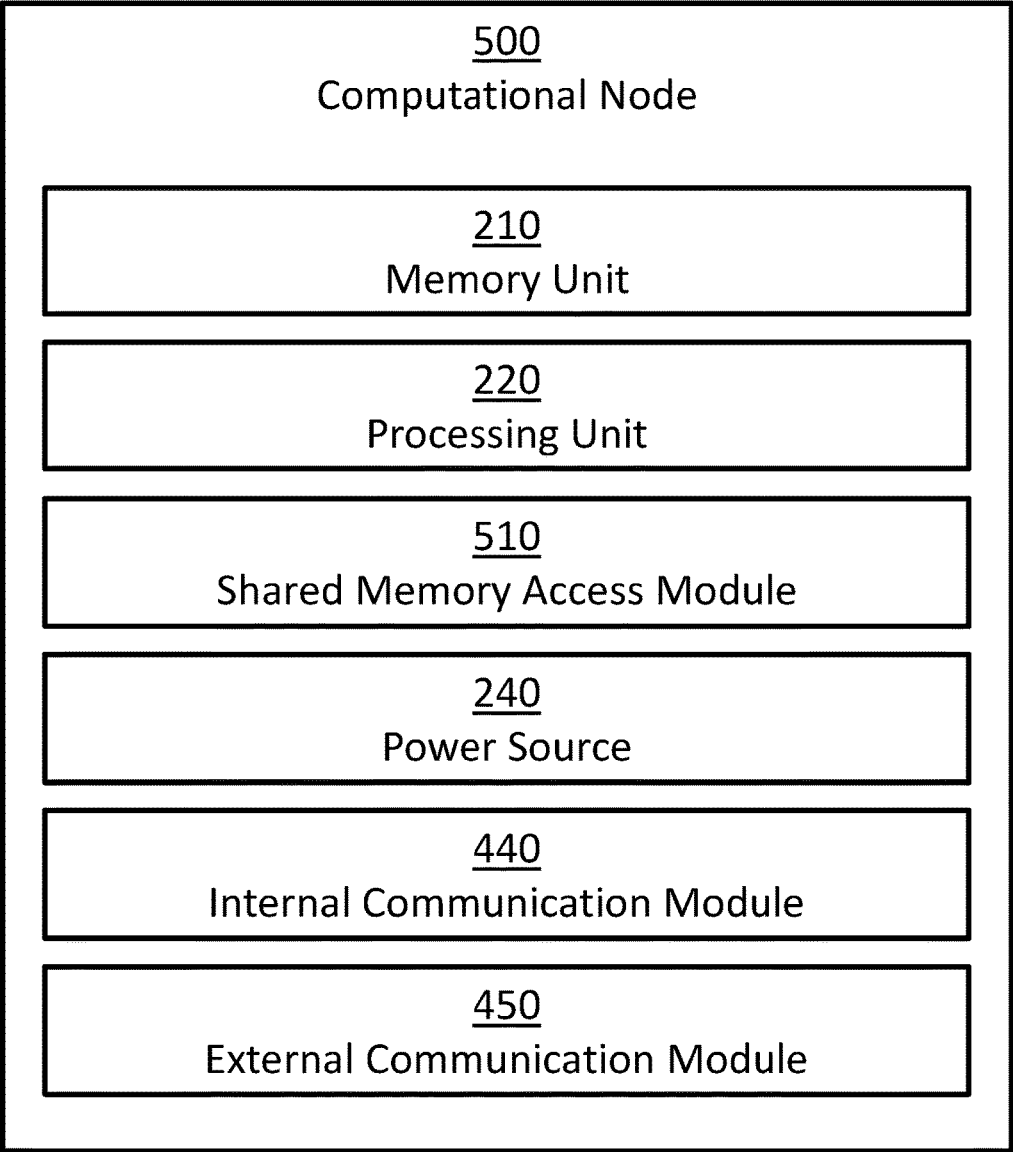 500
Computational Node
210
Memory Unit
220
Processing Unit
510
Shared Memory Access Module
240
Power Source
440
Internal Communication Module
450
External Communication Module